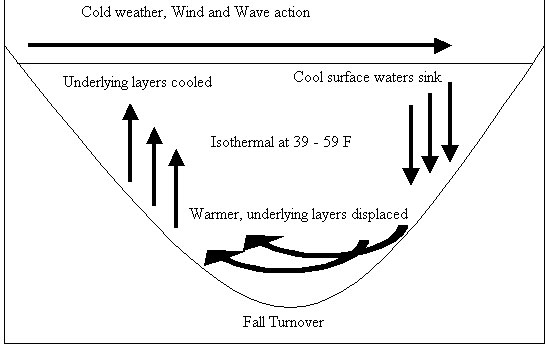 Cold weather, Wind and Wave action
Underlying layers cooled
Cool surface waters sink
Isothermal at 39 - 59 F
Warmer, underlying layers displaced
Fall Turnover